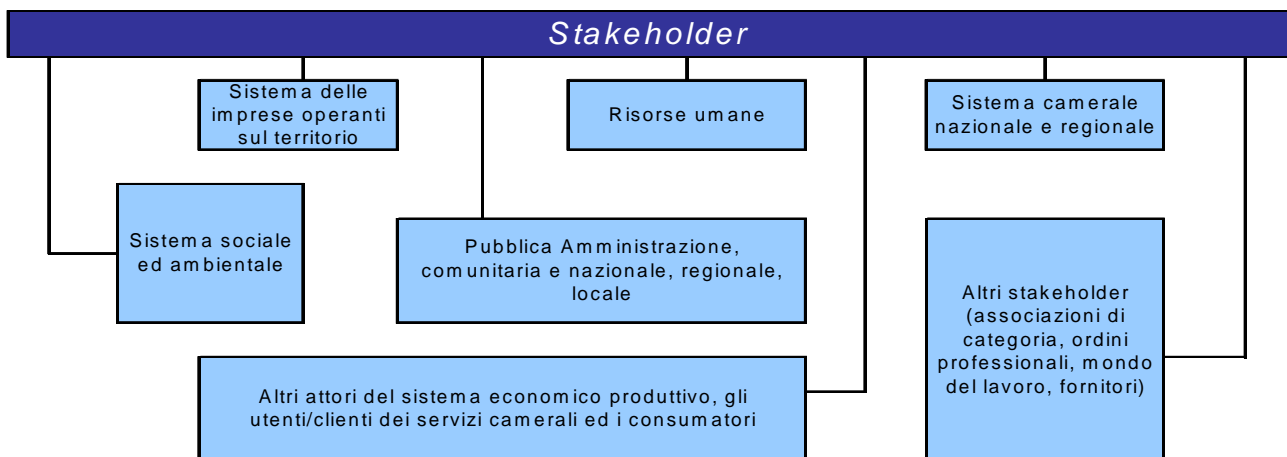 Stakeholder
Sistema delle
imprese operanti
sul territorio
Risorse umane
Sistema camerale
nazionale e regionale
Sistema sociale
ed ambientale
Pubblica Amministrazione,
comunitaria e nazionale, regionale,
locale
Altri stakeholder
(associazioni di
categoria, ordini
professionali, mondo
del lavoro, fornitori)
Altri attori del sistema economico produttivo, gli
utenti/clienti dei servizi camerali ed i consumatori